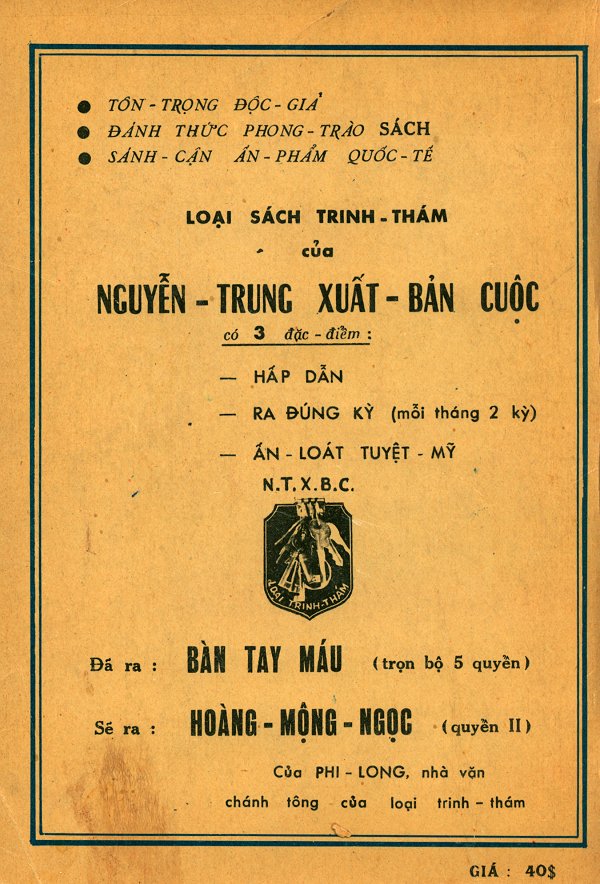 ● TÔN - TRỌNG ĐỘC - GIẢ
● ĐÁNH THỨC PHONG - TRÀO SÁCH
● SÁNH - CẬN ẤN - PHẨM QUỐC - TẾ
LOẠI SÁCH TRINH - THÁM
của
NGUYỄN - TRUNG XUẤT - BẢN CUỘC
có 3 đặc - điểm :
— HẤP DẪN
— RA ĐÚNG KỲ (mỗi tháng 2 kỳ)
— ẤN - LOÁT TUYỆT - MỸ
N.T.X.B.C.
LOẠI TRINH-THÁM
Đã ra : BÀN TAY MÁU (trọn bộ 5 quyển)
Sẽ ra : HOÀNG - MỘNG - NGỌC (quyển II)
Của PHI - LONG, nhà văn
chánh tông của loại trinh - thám
GIÁ : 40$